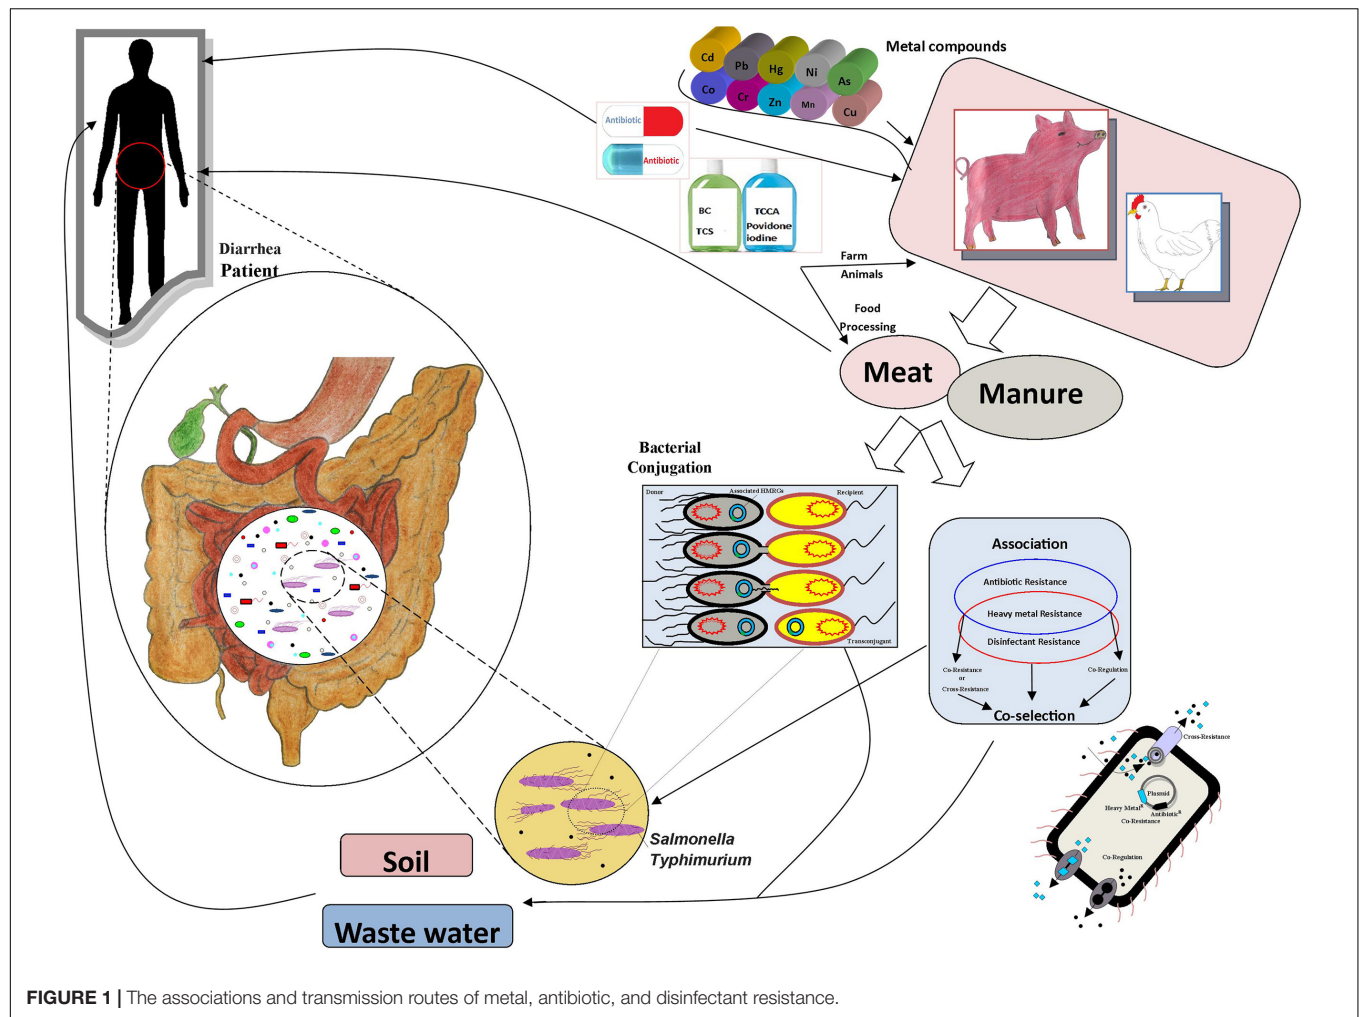 Metal compounds
Cd
Pb
Hg
Ni
As
Co
Cr
Zn
Mn
Cu
Antibiotic
Antibiotic
BC
TCS
TCCA
Povidone
iodine
Diarrhea
Patient
Farm
Animals
Food
Processing
Meat
Manure
Bacterial
Conjugation
Donor
Associated HMRGs
Recipient
Transconjugant
Association
Antibiotic Resistance
Heavy metal Resistance
Disinfectant Resistance
Co-Resistance
or
Cross-Resistance
Co-Regulation
Co-selection
Cross-Resistance
Plasmid
Heavy Metal^R
Antibiotic^R
Co-Resistance
Co-Regulation
Salmonella
Typhimurium
Soil
Waste water
FIGURE 1 | The associations and transmission routes of metal, antibiotic, and disinfectant resistance.